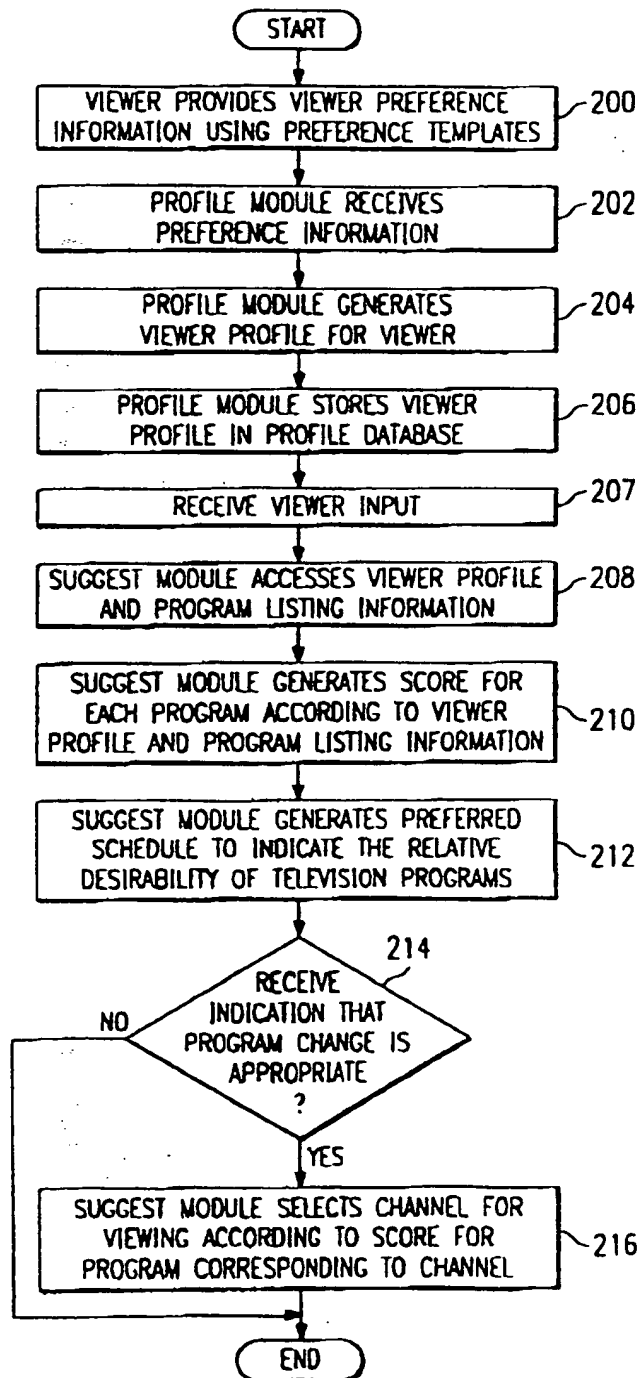 START
VIEWER PROVIDES VIEWER PREFERENCE
INFORMATION USING PREFERENCE TEMPLATES
200
PROFILE MODULE RECEIVES
PREFERENCE INFORMATION
202
PROFILE MODULE GENERATES
VIEWER PROFILE FOR VIEWER
204
PROFILE MODULE STORES VIEWER
PROFILE IN PROFILE DATABASE
206
RECEIVE VIEWER INPUT
207
SUGGEST MODULE ACCESSES VIEWER PROFILE
AND PROGRAM LISTING INFORMATION
208
SUGGEST MODULE GENERATES SCORE FOR
EACH PROGRAM ACCORDING TO VIEWER
PROFILE AND PROGRAM LISTING INFORMATION
210
SUGGEST MODULE GENERATES PREFERRED
SCHEDULE TO INDICATE THE RELATIVE
DESIRABILITY OF TELEVISION PROGRAMS
212
214
RECEIVE
INDICATION THAT
PROGRAM CHANGE IS
APPROPRIATE
?
NO
YES
SUGGEST MODULE SELECTS CHANNEL FOR
VIEWING ACCORDING TO SCORE FOR
PROGRAM CORRESPONDING TO CHANNEL
216
END